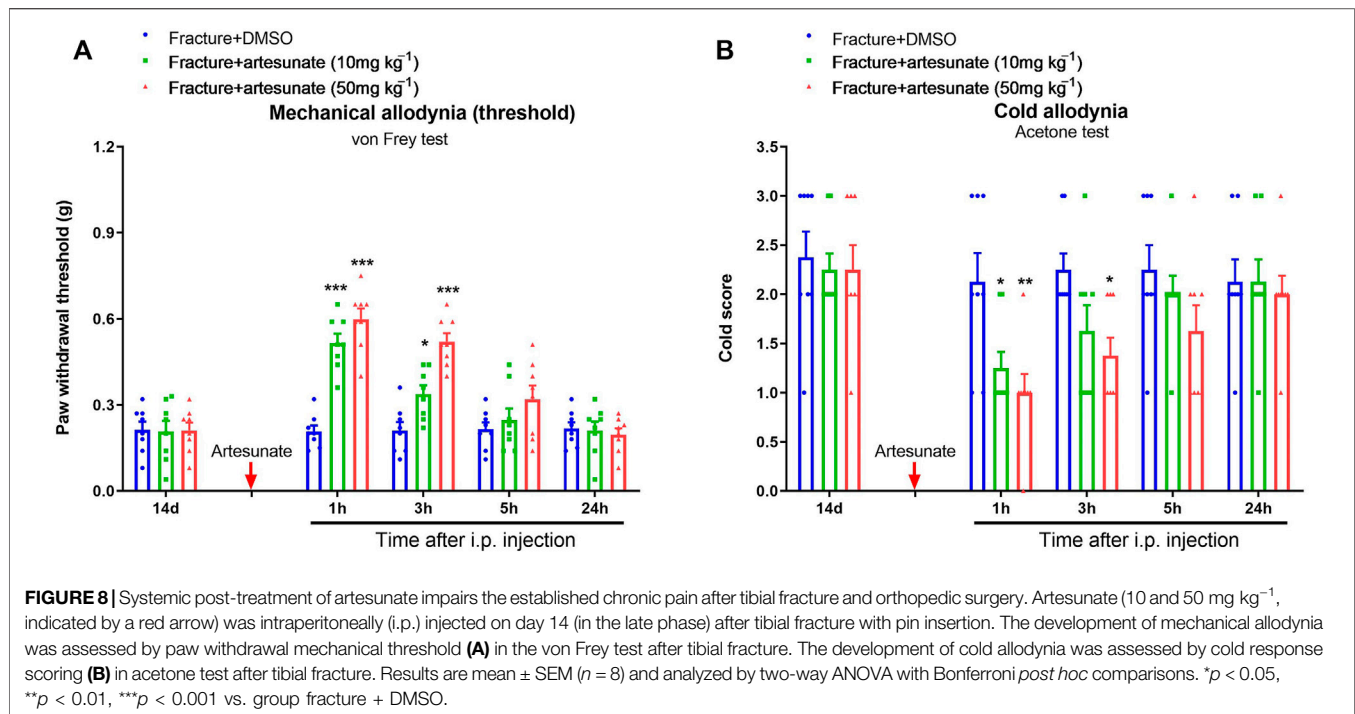 A
Fracture+DMSO
Fracture+artesunate (10mg kg⁻¹)
Fracture+artesunate (50mg kg⁻¹)
Mechanical allodynia (threshold)
von Frey test
Paw withdrawal threshold (g)
1.2
0.9
0.6
0.3
0.0
***
***
*
***
Artesunate
14d
1h
3h
5h
24h
Time after i.p. injection
B
Fracture+DMSO
Fracture+artesunate (10mg kg⁻¹)
Fracture+artesunate (50mg kg⁻¹)
Cold allodynia
Acetone test
Cold score
3.5
3.0
2.5
2.0
1.5
1.0
0.5
0.0
*
**
*
Artesunate
14d
1h
3h
5h
24h
Time after i.p. injection
FIGURE 8 | Systemic post-treatment of artesunate impairs the established chronic pain after tibial fracture and orthopedic surgery. Artesunate (10 and 50 mg kg⁻¹,
indicated by a red arrow) was intraperitoneally (i.p.) injected on day 14 (in the late phase) after tibial fracture with pin insertion. The development of mechanical allodynia
was assessed by paw withdrawal mechanical threshold (A) in the von Frey test after tibial fracture. The development of cold allodynia was assessed by cold response
scoring (B) in acetone test after tibial fracture. Results are mean ± SEM (n = 8) and analyzed by two-way ANOVA with Bonferroni post hoc comparisons. *p < 0.05,
**p < 0.01, ***p < 0.001 vs. group fracture + DMSO.